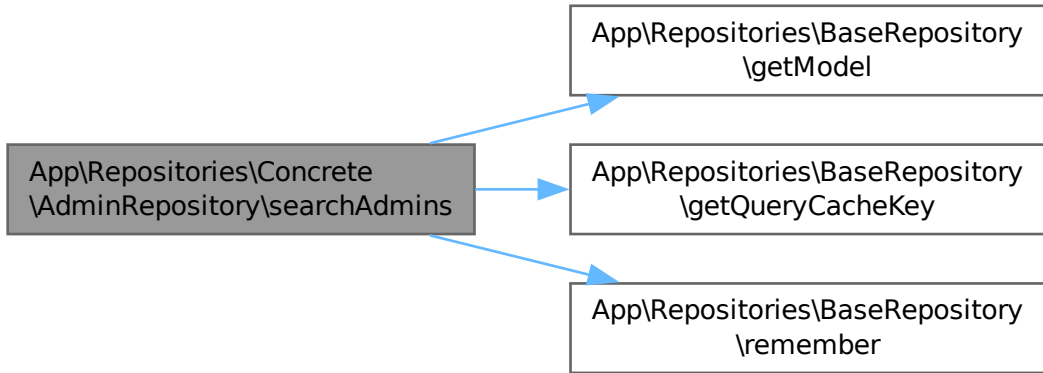 App\Repositories\Concrete
\AdminRepository\searchAdmins
App\Repositories\BaseRepository
\getModel
App\Repositories\BaseRepository
\getQueryCacheKey
App\Repositories\BaseRepository
\remember